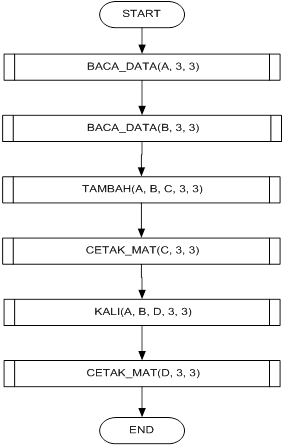 START
BACA_DATA(A, 3, 3)
BACA_DATA(B, 3, 3)
TAMBAH(A, B, C, 3, 3)
CETAK_MAT(C, 3, 3)
KALI(A, B, D, 3, 3)
CETAK_MAT(D, 3, 3)
END